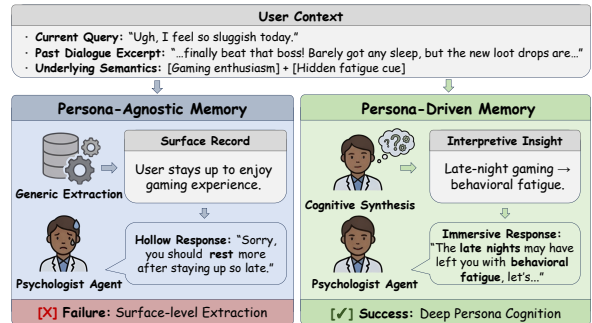 User Context
· Current Query: “Ugh, I feel so sluggish today.”
· Past Dialogue Excerpt: “...finally beat that boss! Barely got any sleep, but the new loot drops are...”
· Underlying Semantics: [Gaming enthusiasm] + [Hidden fatigue cue]
Persona-Agnostic Memory
Generic Extraction
Surface Record
User stays up to enjoy
gaming experience.
Psychologist Agent
Hollow Response: “Sorry,
you should rest more
after staying up so late.”
[X] Failure: Surface-level Extraction
Persona-Driven Memory
Cognitive Synthesis
Interpretive Insight
Late-night gaming →
behavioral fatigue.
Psychologist Agent
Immersive Response:
“The late nights may have
left you with behavioral
fatigue, let's...”
[✓] Success: Deep Persona Cognition